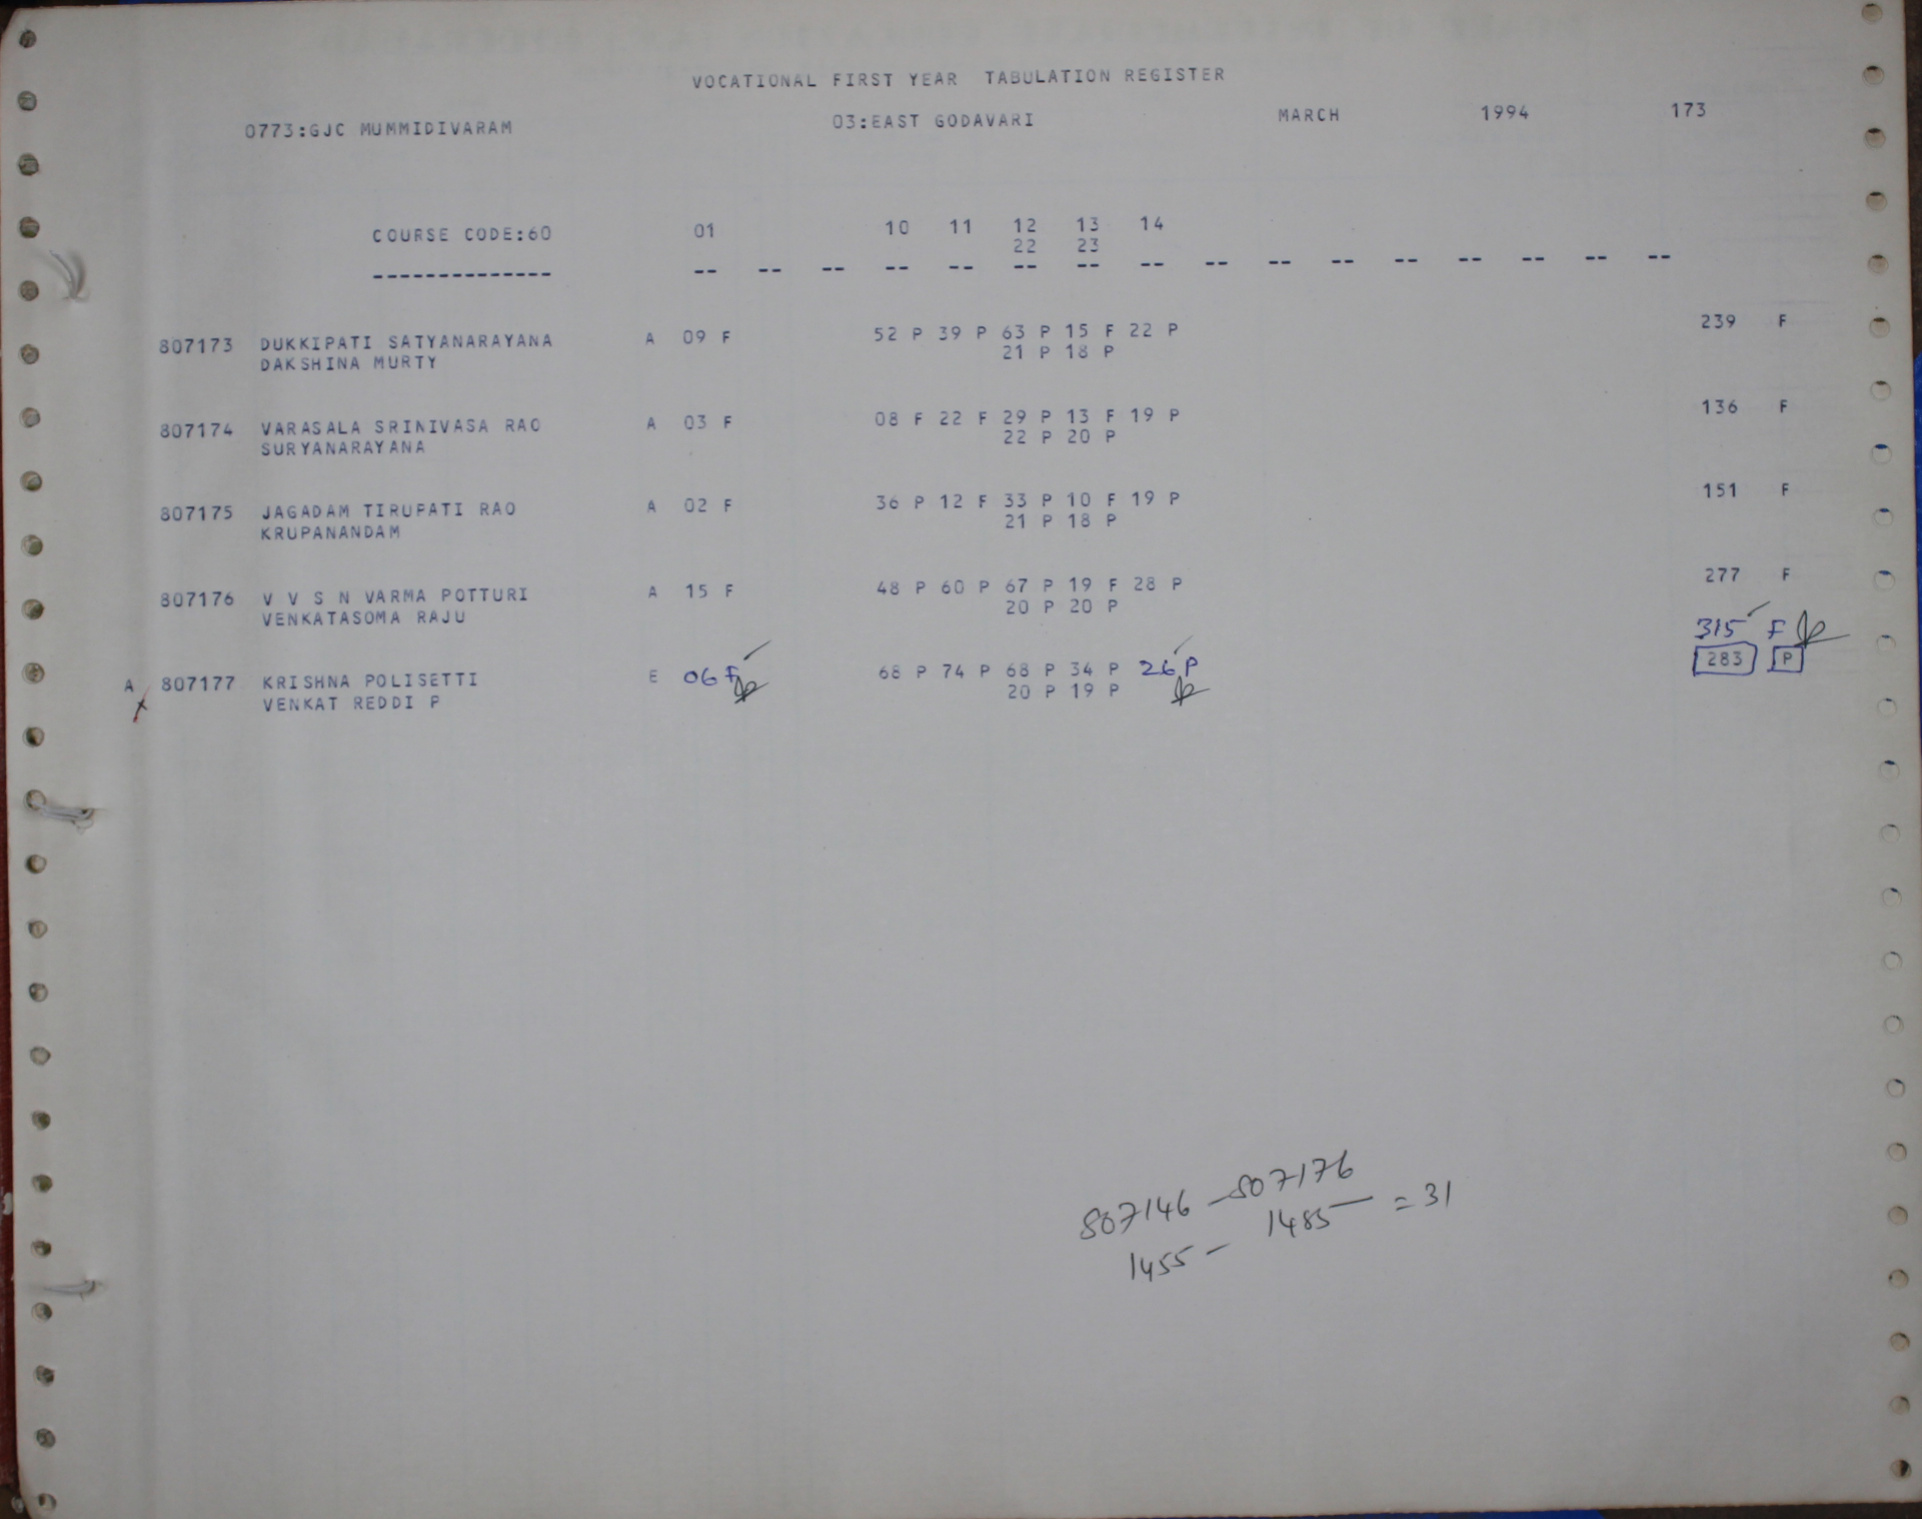 VOCATIONAL FIRST YEAR TABULATION REGISTER
0773:GJC MUMMIDIVARAM 03:EAST GODAVARI MARCH 1994 173
COURSE CODE:60 01 10 11 12 13 14
22 23
-------------- -- -- -- -- -- -- -- -- -- -- -- -- -- -- -- --
807173 DUKKIPATI SATYANARAYANA A 09 F 52 P 39 P 63 P 15 F 22 P 239 F
DAKSHINA MURTY 21 P 18 P
807174 VARASALA SRINIVASA RAO A 03 F 08 F 22 F 29 P 13 F 19 P 136 F
SURYANARAYANA 22 P 20 P
807175 JAGADAM TIRUPATI RAO A 02 F 36 P 12 F 33 P 10 F 19 P 151 F
KRUPANANDAM 21 P 18 P
807176 V V S N VARMA POTTURI A 15 F 48 P 60 P 67 P 19 F 28 P 277 F
VENKATASOMA RAJU 20 P 20 P
315 F
A 807177 KRISHNA POLISETTI E 06 F 68 P 74 P 68 P 34 P 26 P 283 P
VENKAT REDDI P 20 P 19 P
807146 - 807176
1455 - 1485 = 31